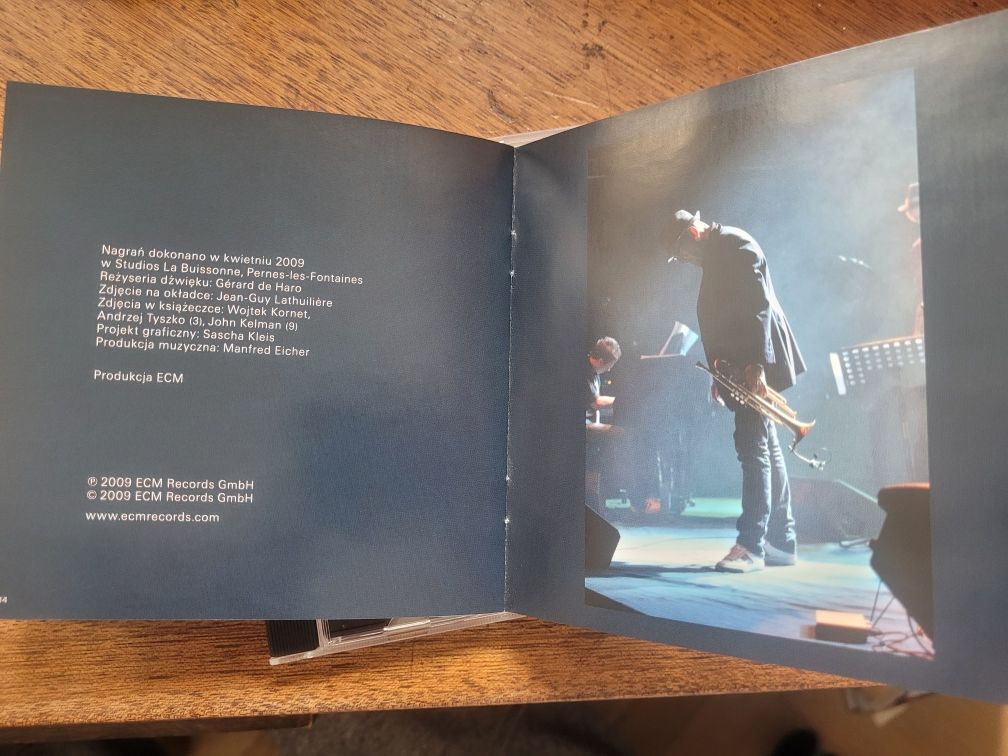 Nagrań dokonano w kwietniu 2009
w Studios La Buissonne, Pernes-les-Fontaines
Reżyseria dźwięku: Gérard de Haro
Zdjęcie na okładce: Jean-Guy Lathuilière
Zdjęcia w książeczce: Wojtek Kornet,
Andrzej Tyszko (3), John Kelman (9)
Projekt graficzny: Sascha Kleis
Produkcja muzyczna: Manfred Eicher
Produkcja ECM
℗ 2009 ECM Records GmbH
© 2009 ECM Records GmbH
www.ecmrecords.com